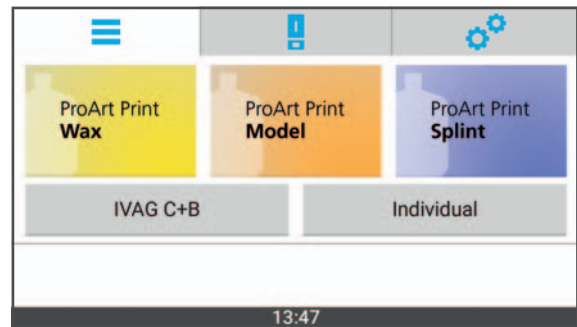 ProArt Print
Wax
ProArt Print
Model
ProArt Print
Splint
IVAG C+B
Individual
13:47